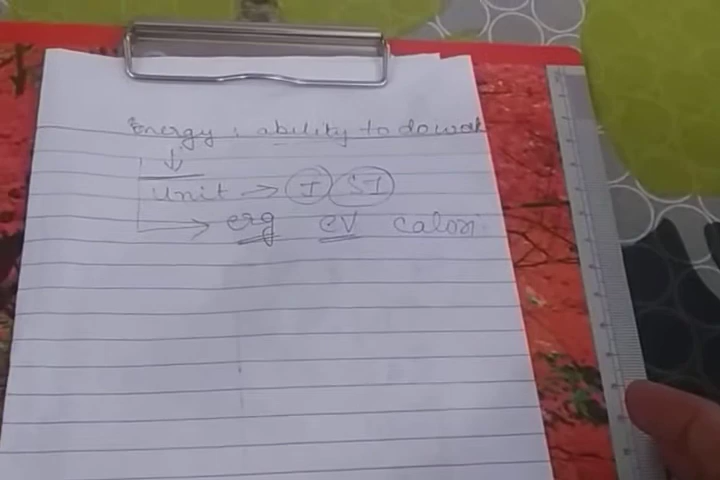 Energy : ability to do work
Unit → J SI
→ erg eV calori